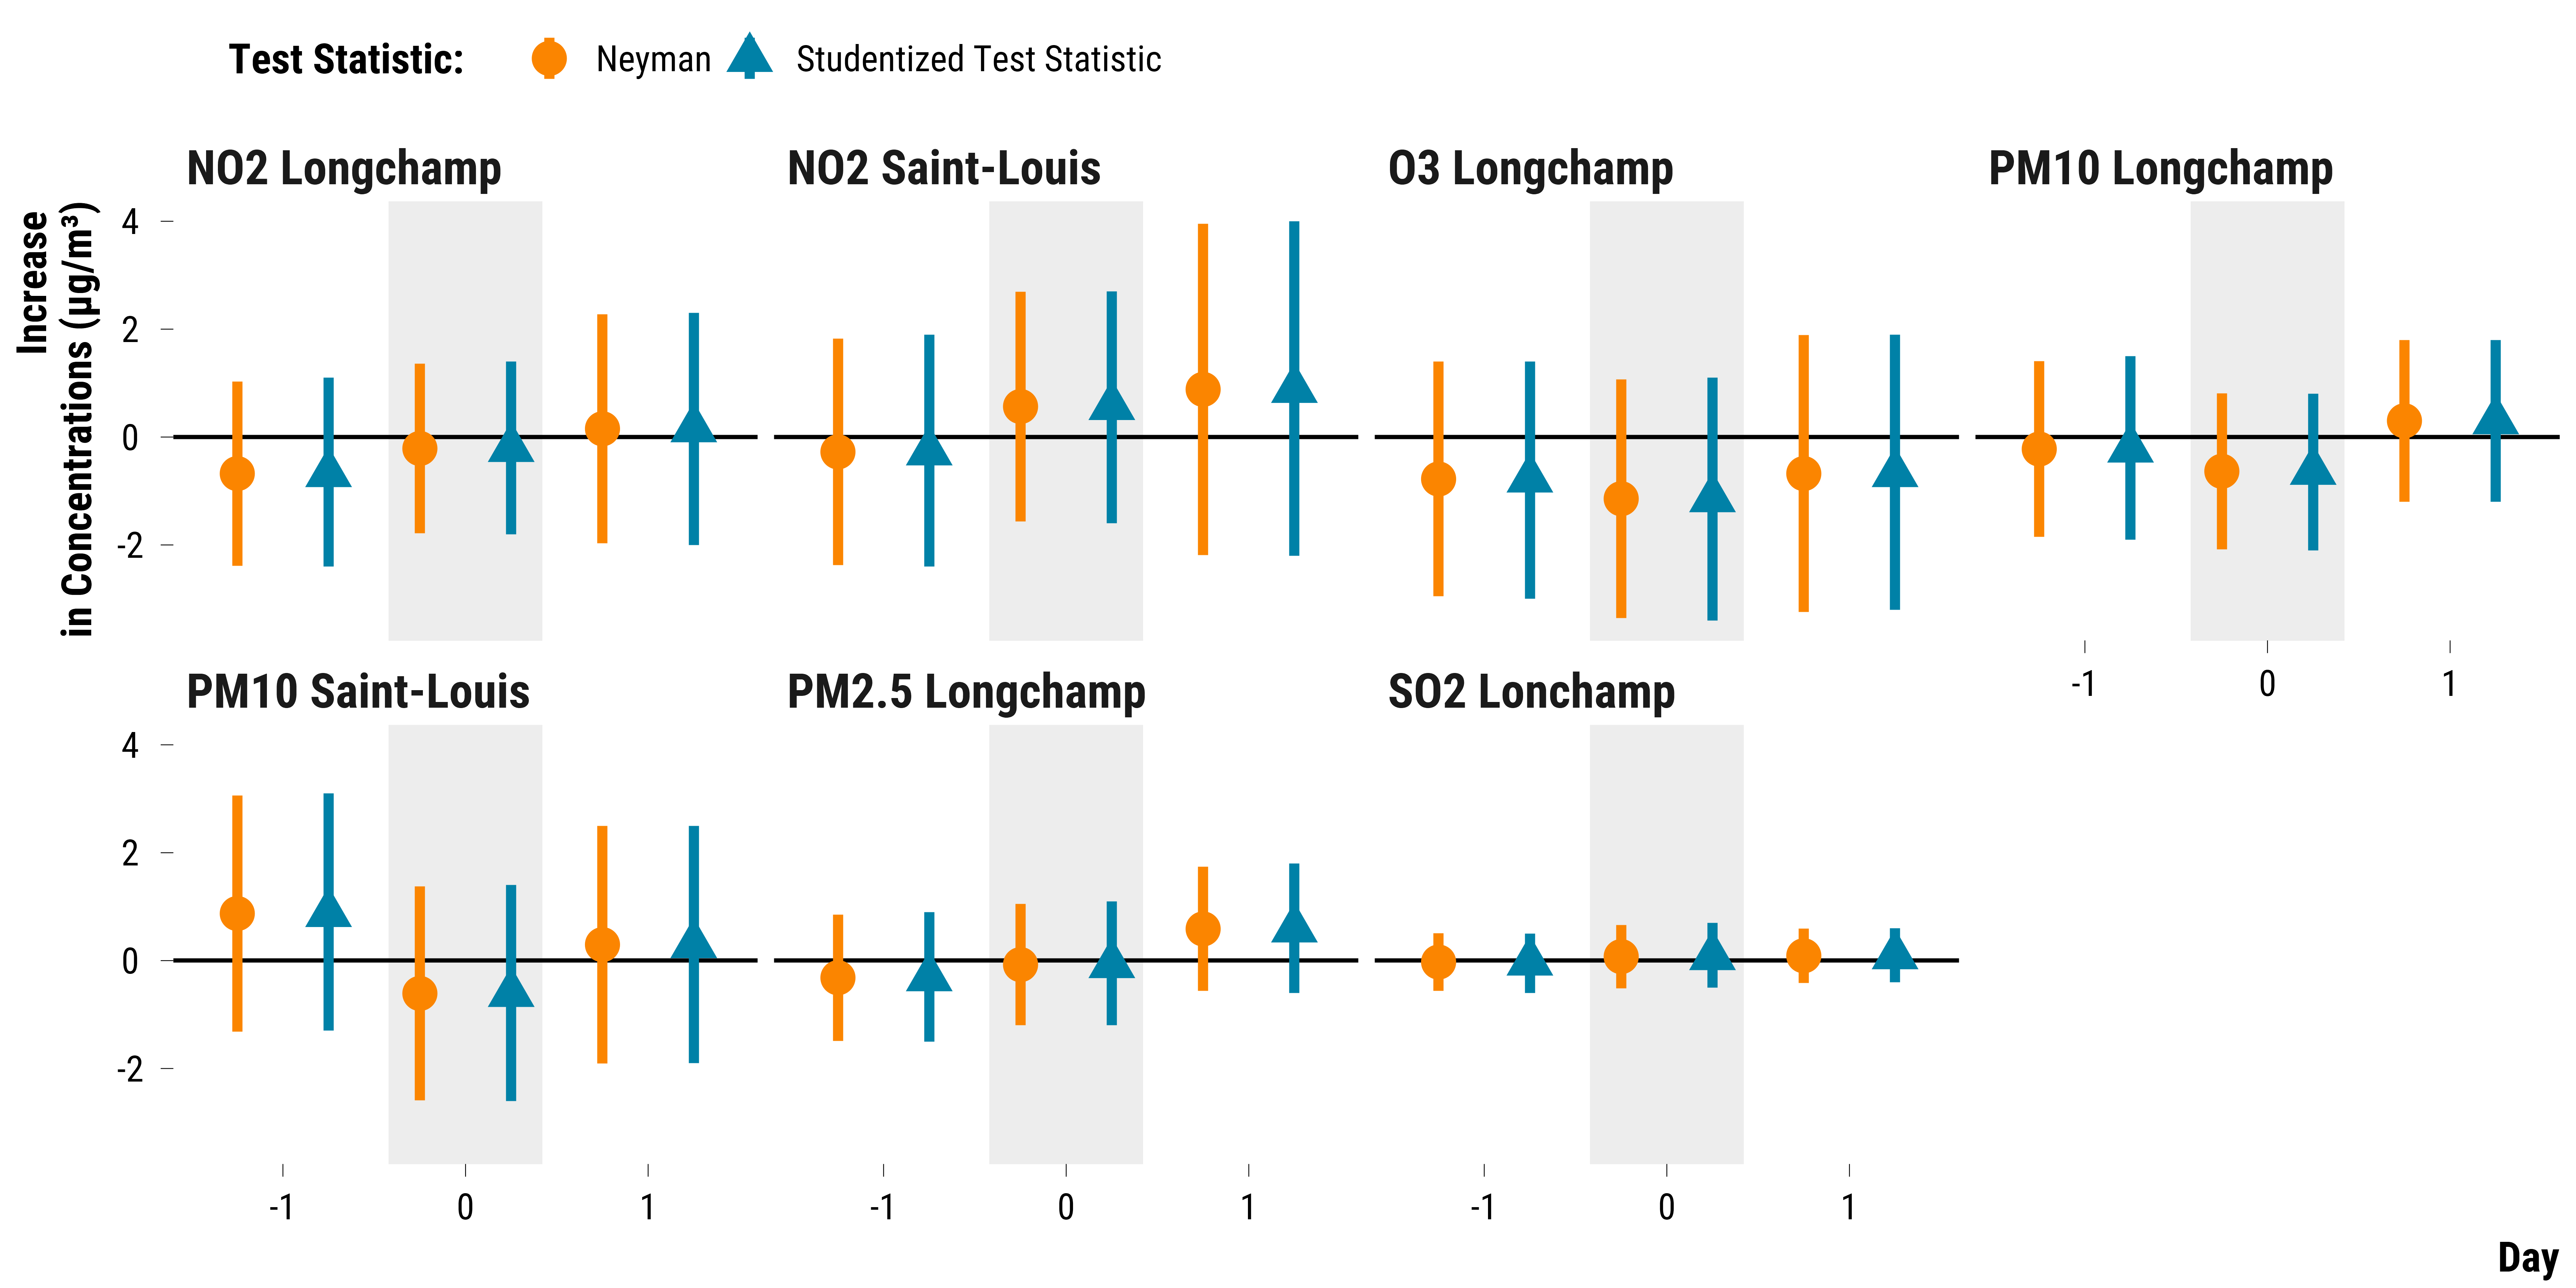 Test Statistic: Neyman Studentized Test Statistic
NO2 Longchamp NO2 Saint-Louis O3 Longchamp PM10 Longchamp
Increase
in Concentrations (µg/m³)
4
2
0
-2
-1 0 1
PM10 Saint-Louis PM2.5 Longchamp SO2 Lonchamp
4
2
0
-2
-1 0 1 -1 0 1 -1 0 1
Day